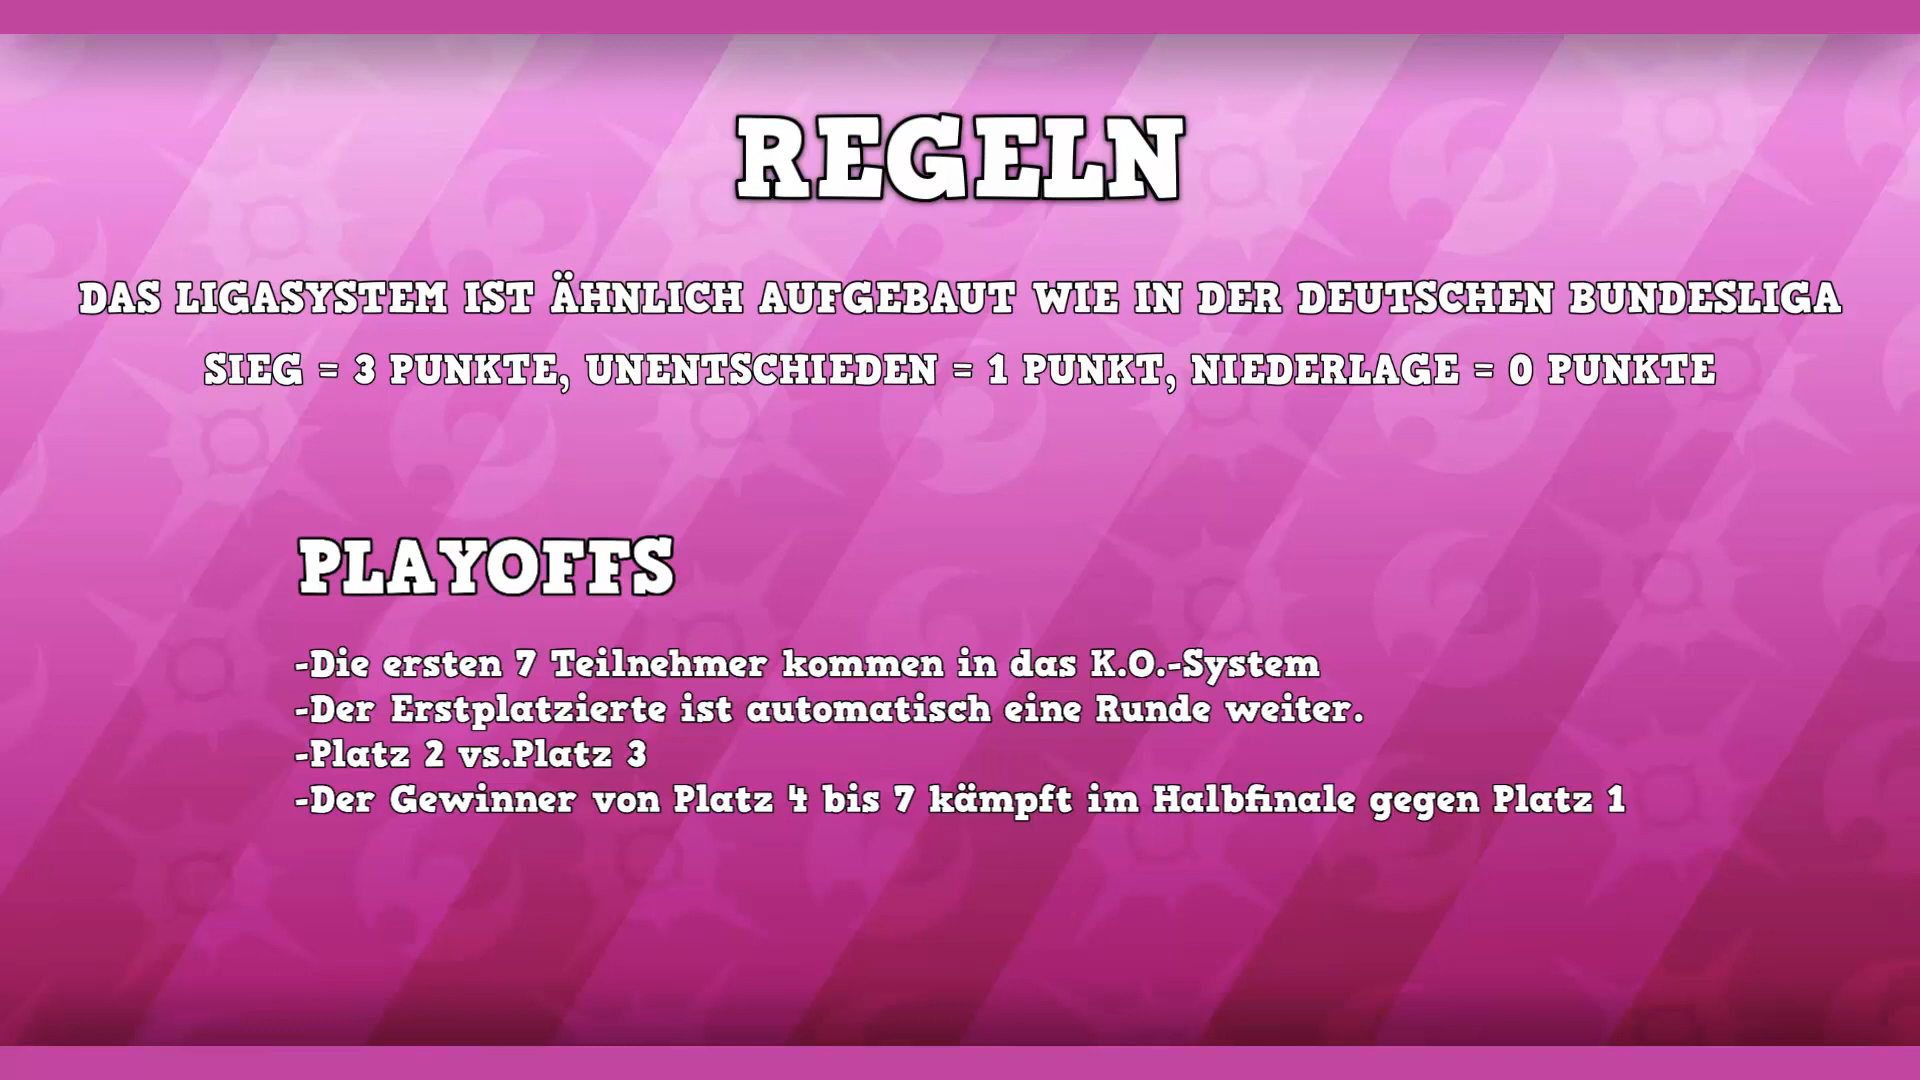 REGELN
DAS LIGASYSTEM IST ÄHNLICH AUFGEBAUT WIE IN DER DEUTSCHEN BUNDESLIGA
SIEG = 3 PUNKTE, UNENTSCHIEDEN = 1 PUNKT, NIEDERLAGE = 0 PUNKTE
PLAYOFFS
-Die ersten 7 Teilnehmer kommen in das K.O.-System
-Der Erstplatzierte ist automatisch eine Runde weiter.
-Platz 2 vs.Platz 3
-Der Gewinner von Platz 4 bis 7 kämpft im Halbfinale gegen Platz 1